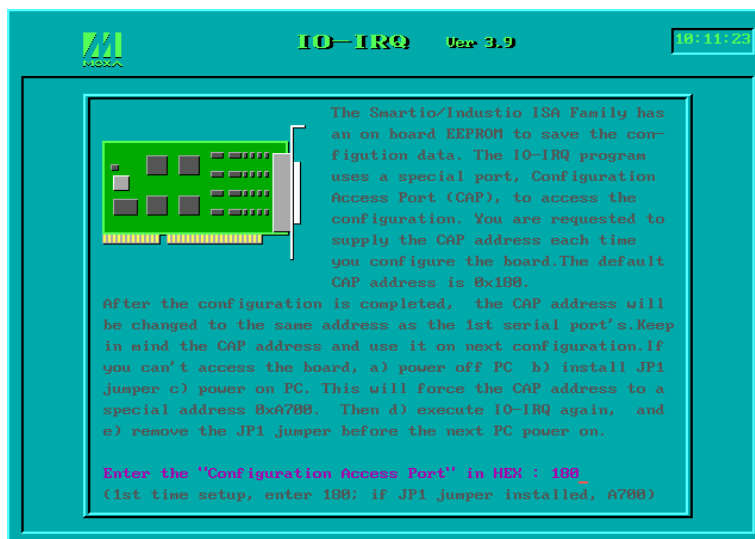 MOXA
IO-IRQ Ver 3.9
10:11:23
The Smartio/Industio ISA Family has
an on board EEPROM to save the con-
figution data. The IO-IRQ program
uses a special port, Configuration
Access Port (CAP), to access the
configuration. You are requested to
supply the CAP address each time
you configure the board.The default
CAP address is 0x180.
After the configuration is completed, the CAP address will
be changed to the same address as the 1st serial port's.Keep
in mind the CAP address and use it on next configuration.If
you can't access the board, a) power off PC b) install JP1
jumper c) power on PC. This will force the CAP address to a
special address 0xA700. Then d) execute IO-IRQ again, and
e) remove the JP1 jumper before the next PC power on.
Enter the "Configuration Access Port" in HEX : 180_
(1st time setup, enter 180; if JP1 jumper installed, A700)